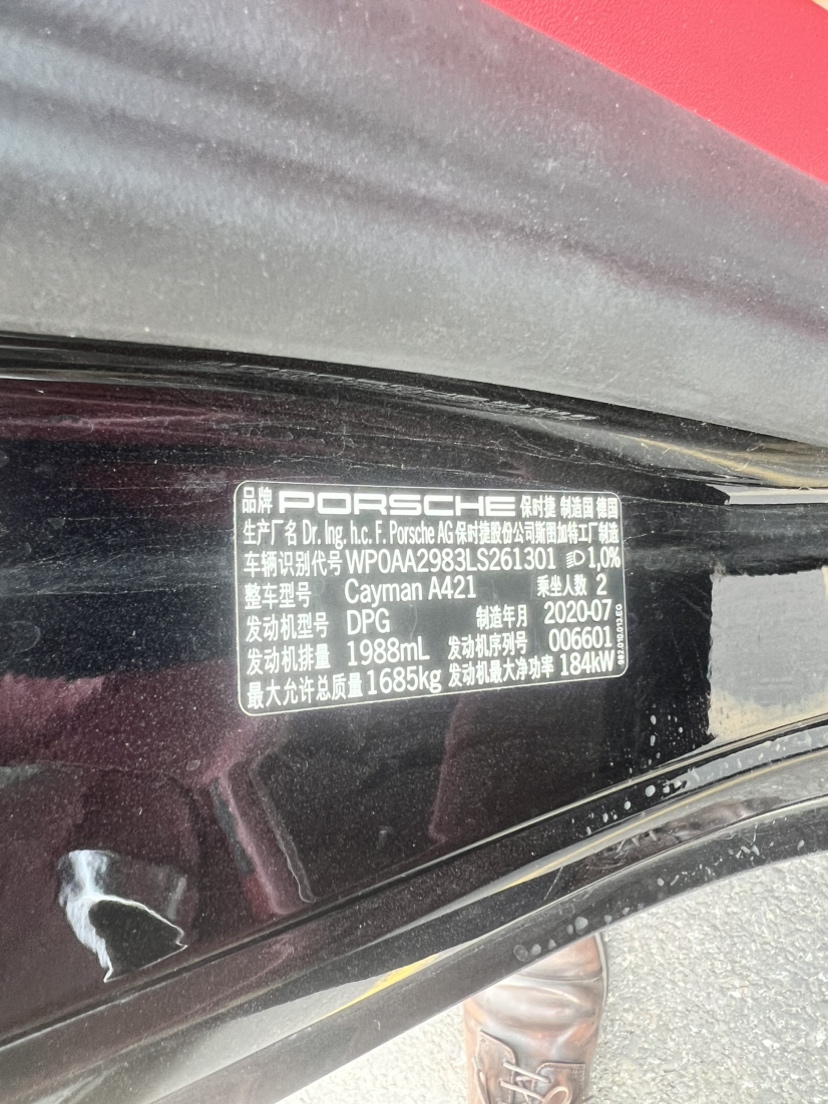 品牌 PORSCHE 保时捷 制造国 德国
生产厂名 Dr. Ing. h.c. F. Porsche AG 保时捷股份公司斯图加特工厂制造
车辆识别代号 WP0AA2983LS261301 1,0%
整车型号 Cayman A421 乘坐人数 2
发动机型号 DPG 制造年月 2020-07
发动机排量 1988mL 发动机序列号 006601
最大允许总质量 1685kg 发动机最大净功率 184kW
982.010.013.EG